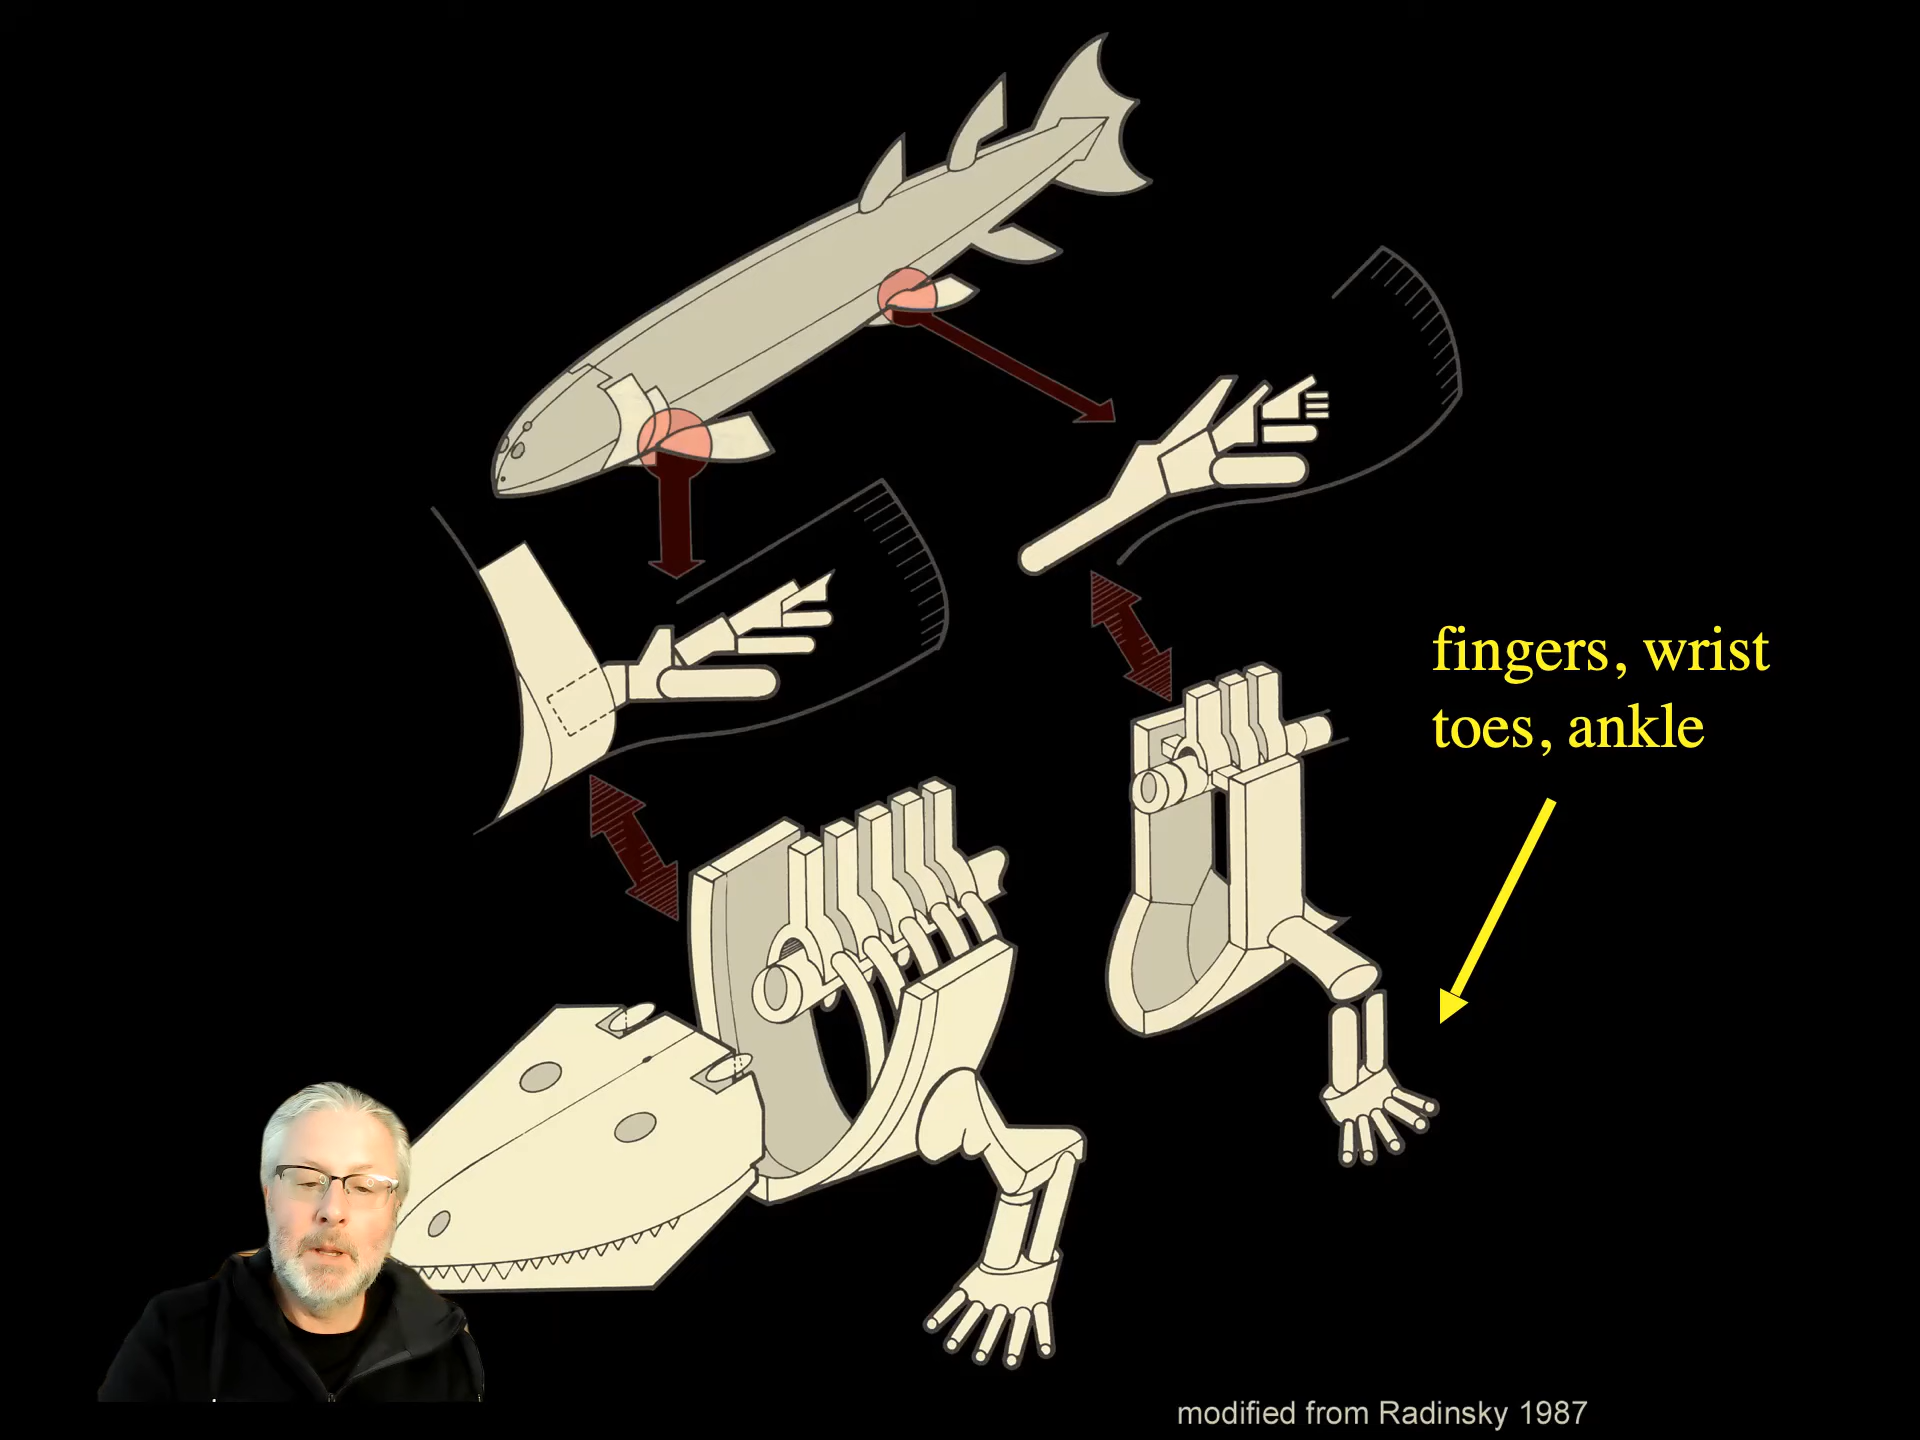 fingers, wrist
toes, ankle
modified from Radinsky 1987